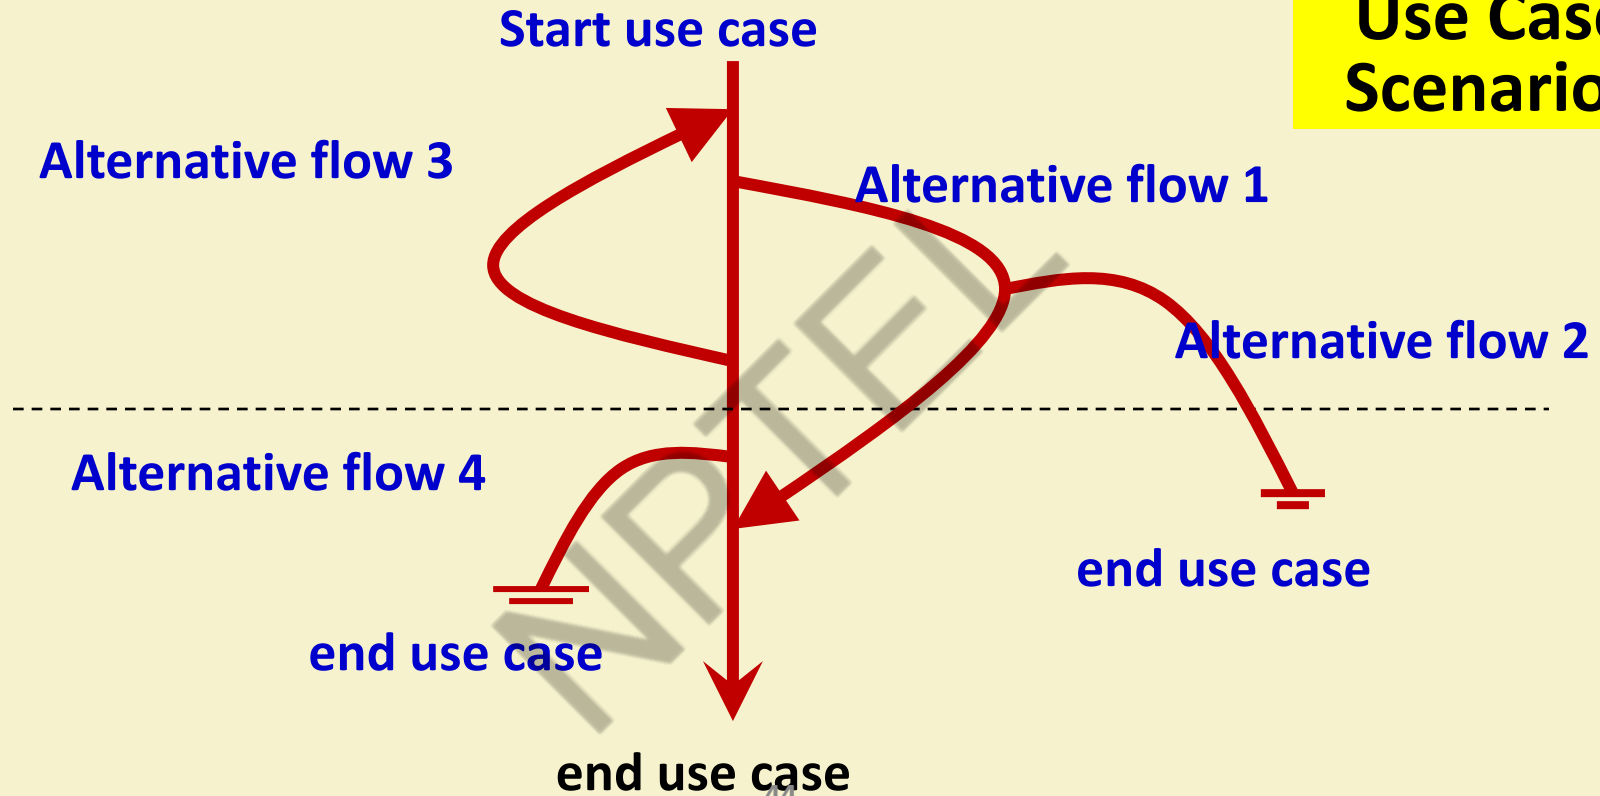 Start use case
Use Case
Scenario
Alternative flow 3
Alternative flow 1
Alternative flow 2
Alternative flow 4
NPTEL
end use case
end use case
end use case